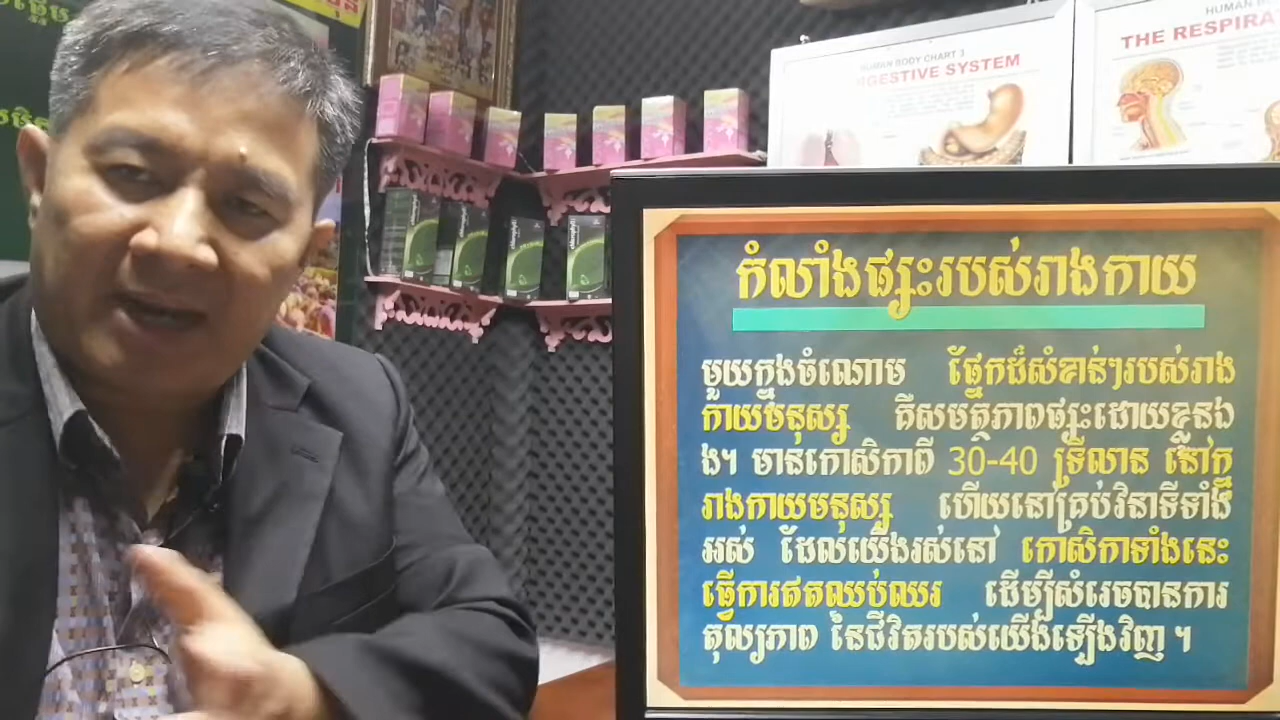 HUMAN BODY CHART 3
DIGESTIVE SYSTEM
HUMAN
THE RESPIRA
កំលាំងផ្សះរបស់រាងកាយ
មួយក្នុងចំណោម ផ្នែកដ៏សំខាន់ៗរបស់រាង
កាយមនុស្ស គឺសមត្ថភាពផ្សះដោយខ្លួនឯ
ង។ មានកោសិកាពី 30-40 ទ្រីលាន នៅក្នុ
រាងកាយមនុស្ស ហើយនៅគ្រប់វិនាទីទាំង
អស់ ដែលយើងរស់នៅ កោសិកាទាំងនេះ
ធ្វើការឥតឈប់ឈរ ដើម្បីសំរេចបានការ
តុល្យភាព នៃជីវិតរបស់យើងឡើងវិញ ។